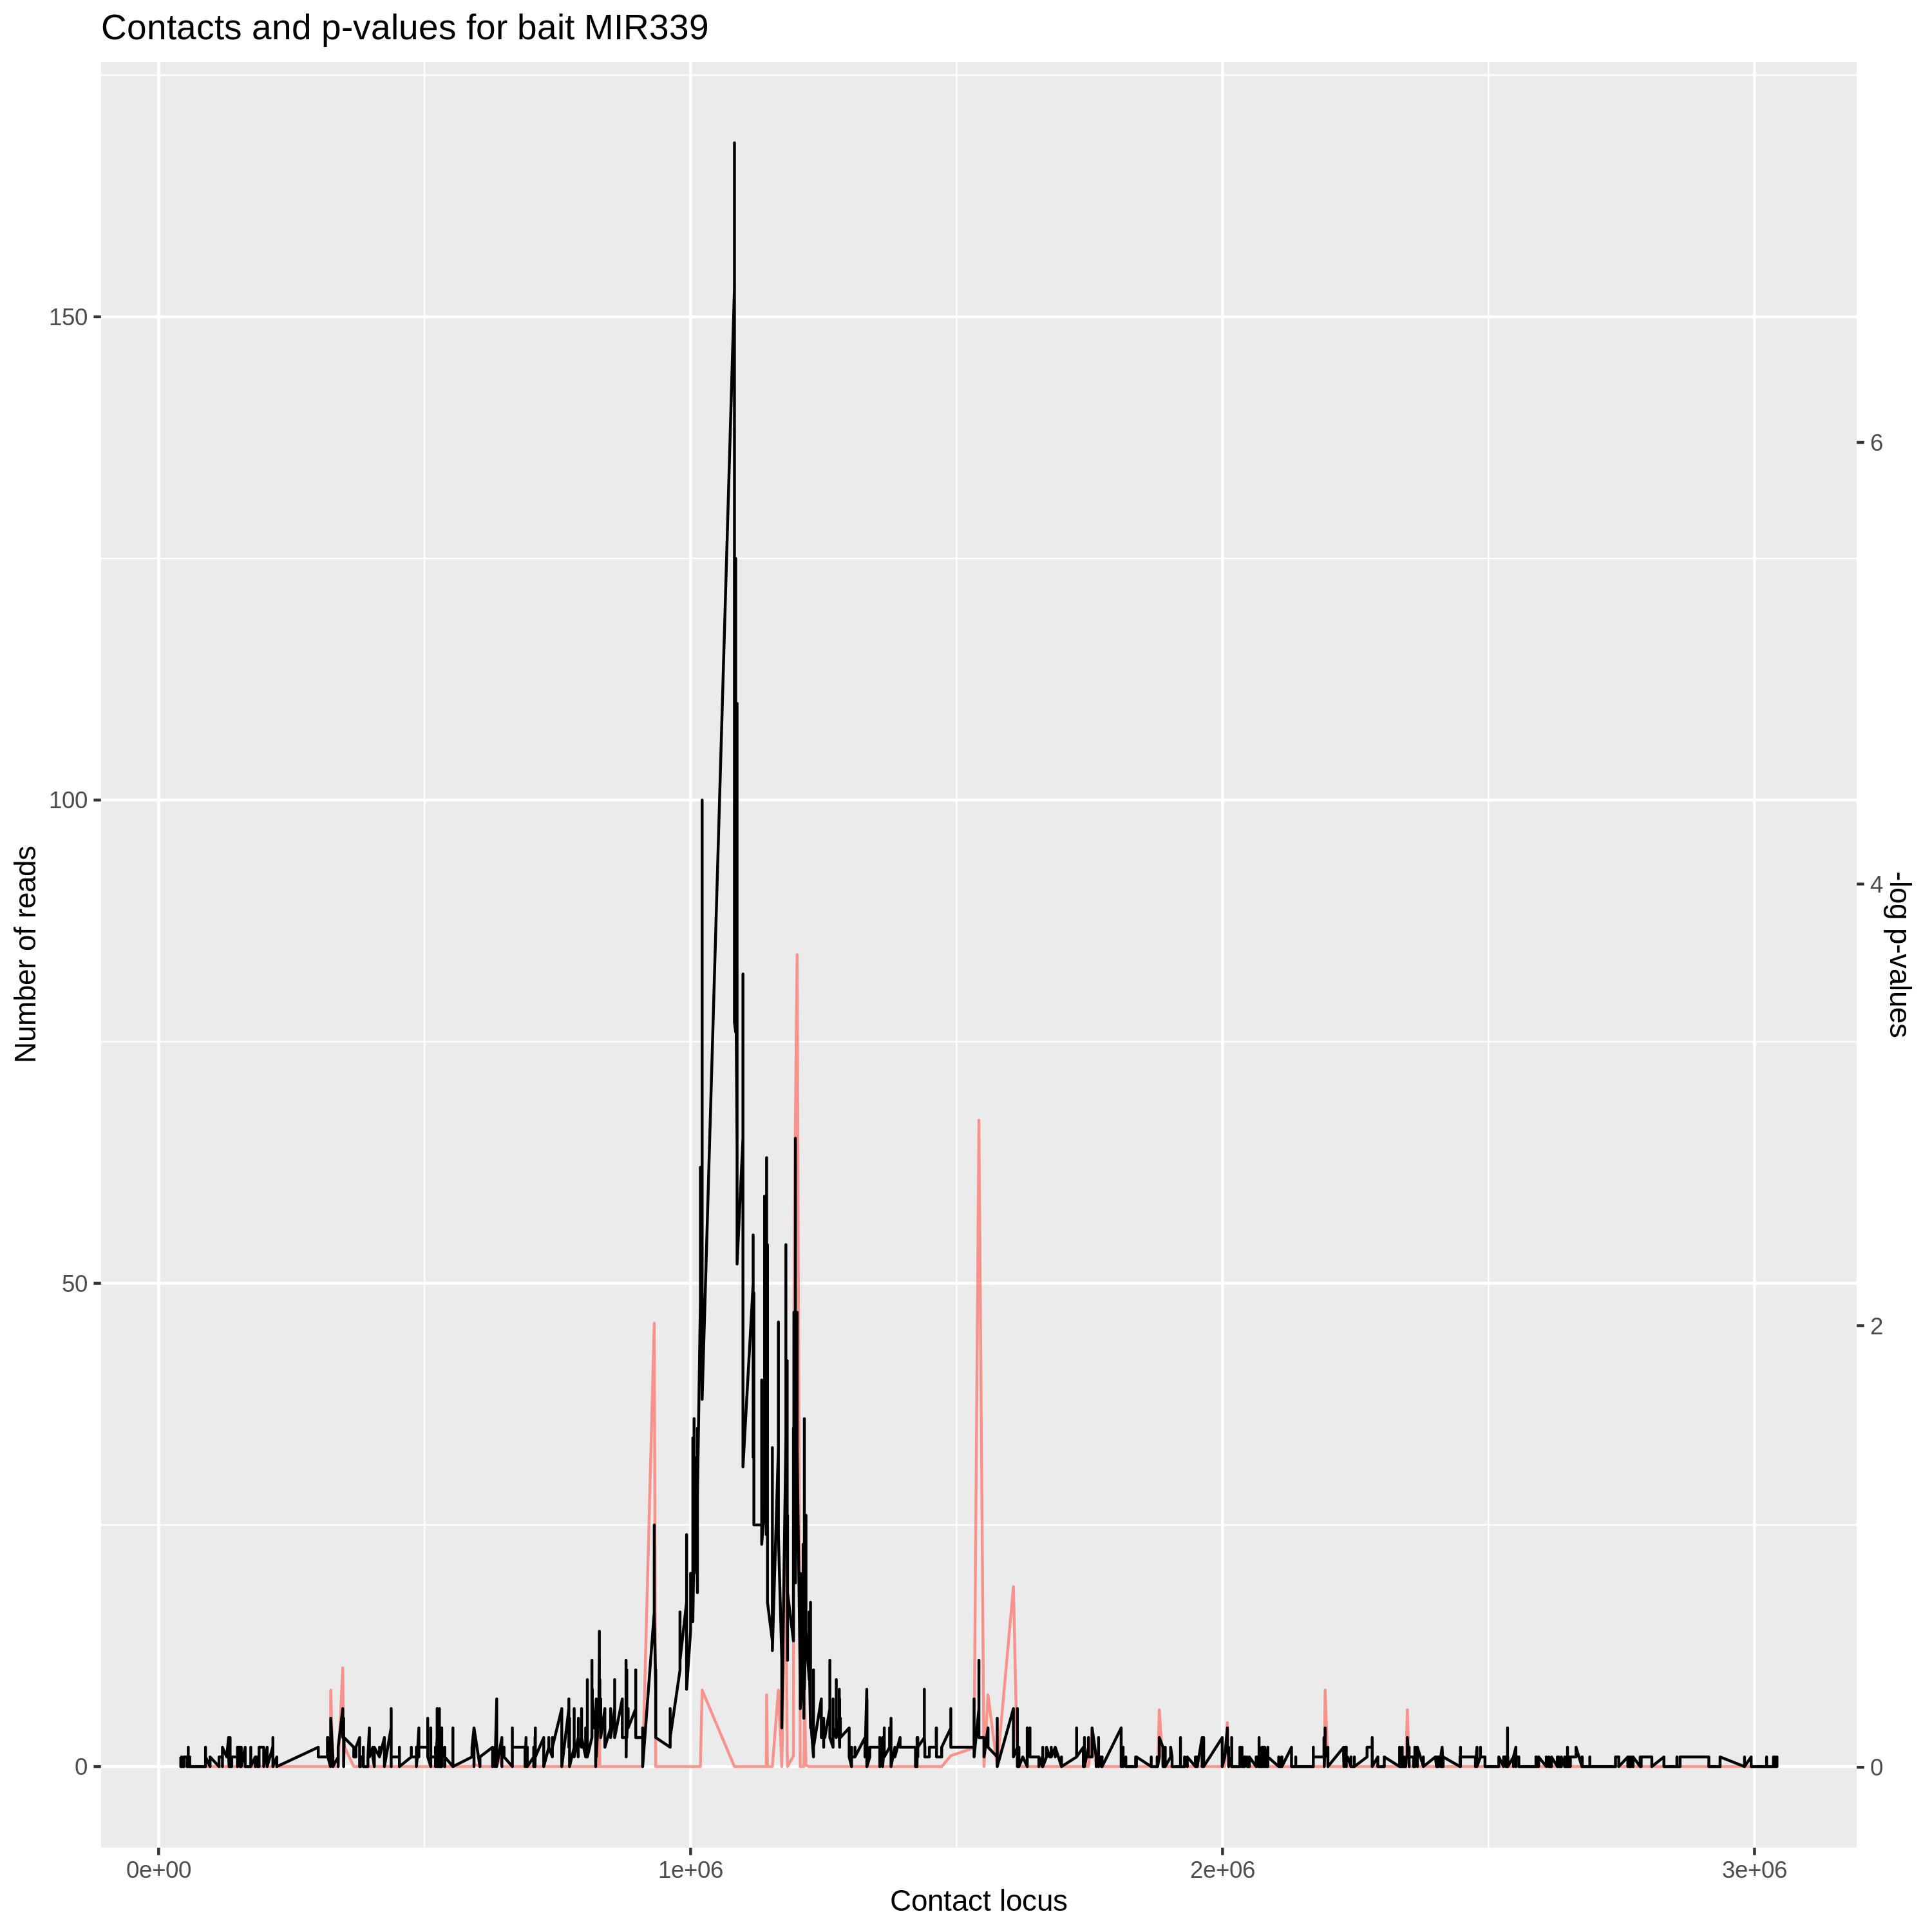 Contacts and p-values for bait MIR339
150
100
50
0
Number of reads
6
4
2
0
-log p-values
0e+00
1e+06
2e+06
3e+06
Contact locus